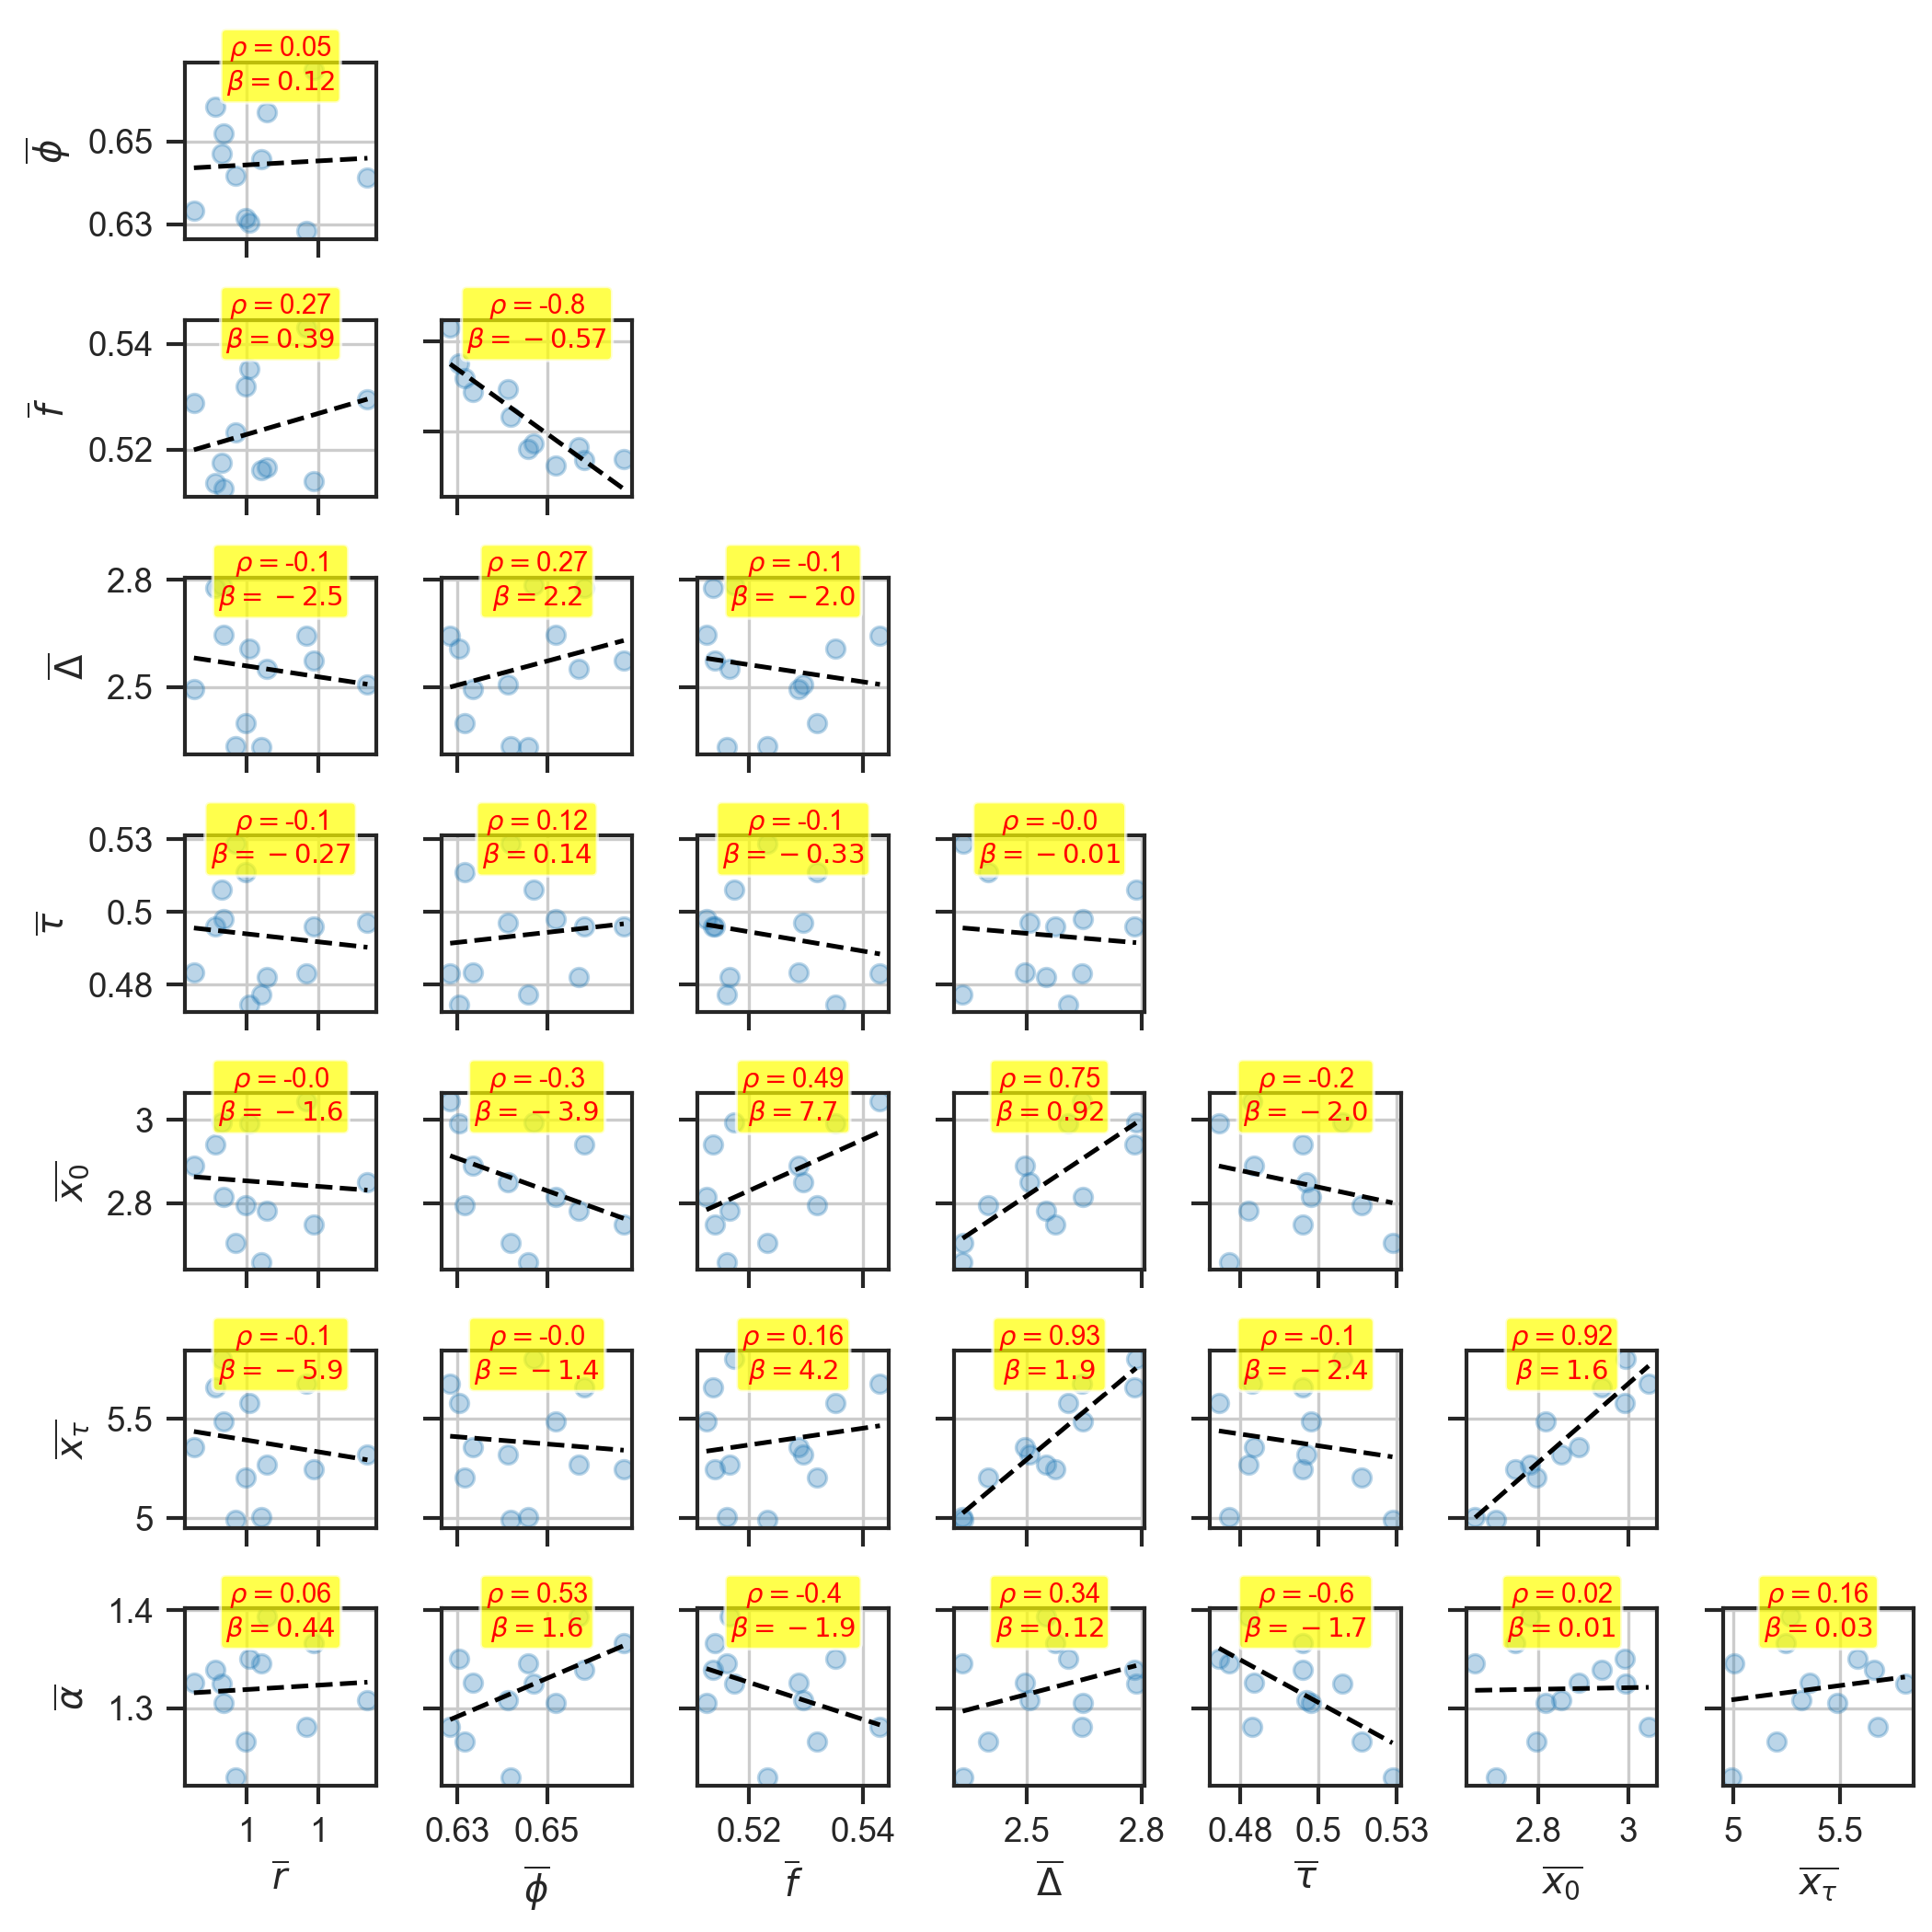 ρ = 0.05
β = 0.12
0.65
0.63
ϕ̅
ρ = 0.27
β = 0.39
ρ = -0.8
β = −0.57
0.54
0.52
f̅
ρ = -0.1
β = −2.5
ρ = 0.27
β = 2.2
ρ = -0.1
β = −2.0
2.8
2.5
Δ̅
ρ = -0.1
β = −0.27
ρ = 0.12
β = 0.14
ρ = -0.1
β = −0.33
ρ = -0.0
β = −0.01
0.53
0.5
0.48
τ̅
ρ = -0.0
β = −1.6
ρ = -0.3
β = −3.9
ρ = 0.49
β = 7.7
ρ = 0.75
β = 0.92
ρ = -0.2
β = −2.0
3
2.8
x̅₀
ρ = -0.1
β = −5.9
ρ = -0.0
β = −1.4
ρ = 0.16
β = 4.2
ρ = 0.93
β = 1.9
ρ = -0.1
β = −2.4
ρ = 0.92
β = 1.6
5.5
5
x̅_τ
ρ = 0.06
β = 0.44
ρ = 0.53
β = 1.6
ρ = -0.4
β = −1.9
ρ = 0.34
β = 0.12
ρ = -0.6
β = −1.7
ρ = 0.02
β = 0.01
ρ = 0.16
β = 0.03
1.4
1.3
α̅
1 1 0.63 0.65 0.52 0.54 2.5 2.8 0.48 0.5 0.53 2.8 3 5 5.5
r̅ ϕ̅ f̅ Δ̅ τ̅ x̅₀ x̅_τ